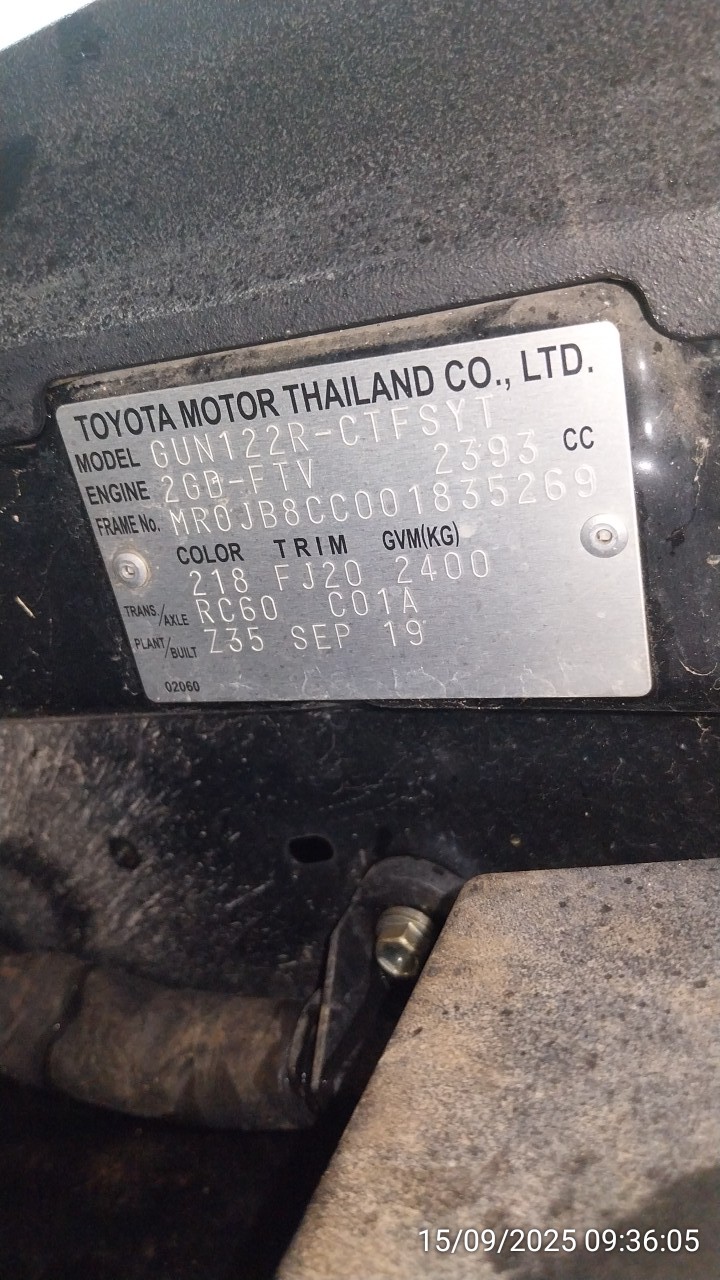 TOYOTA MOTOR THAILAND CO., LTD.
MODEL GUN122R-CTFSYT
ENGINE 2GD-FTV 2393 CC
FRAME No. MR0JB8CC001835269
COLOR TRIM GVM(KG)
218 FJ20 2400
TRANS./AXLE RC60 C01A
PLANT/BUILT Z35 SEP 19
02060
15/09/2025 09:36:05